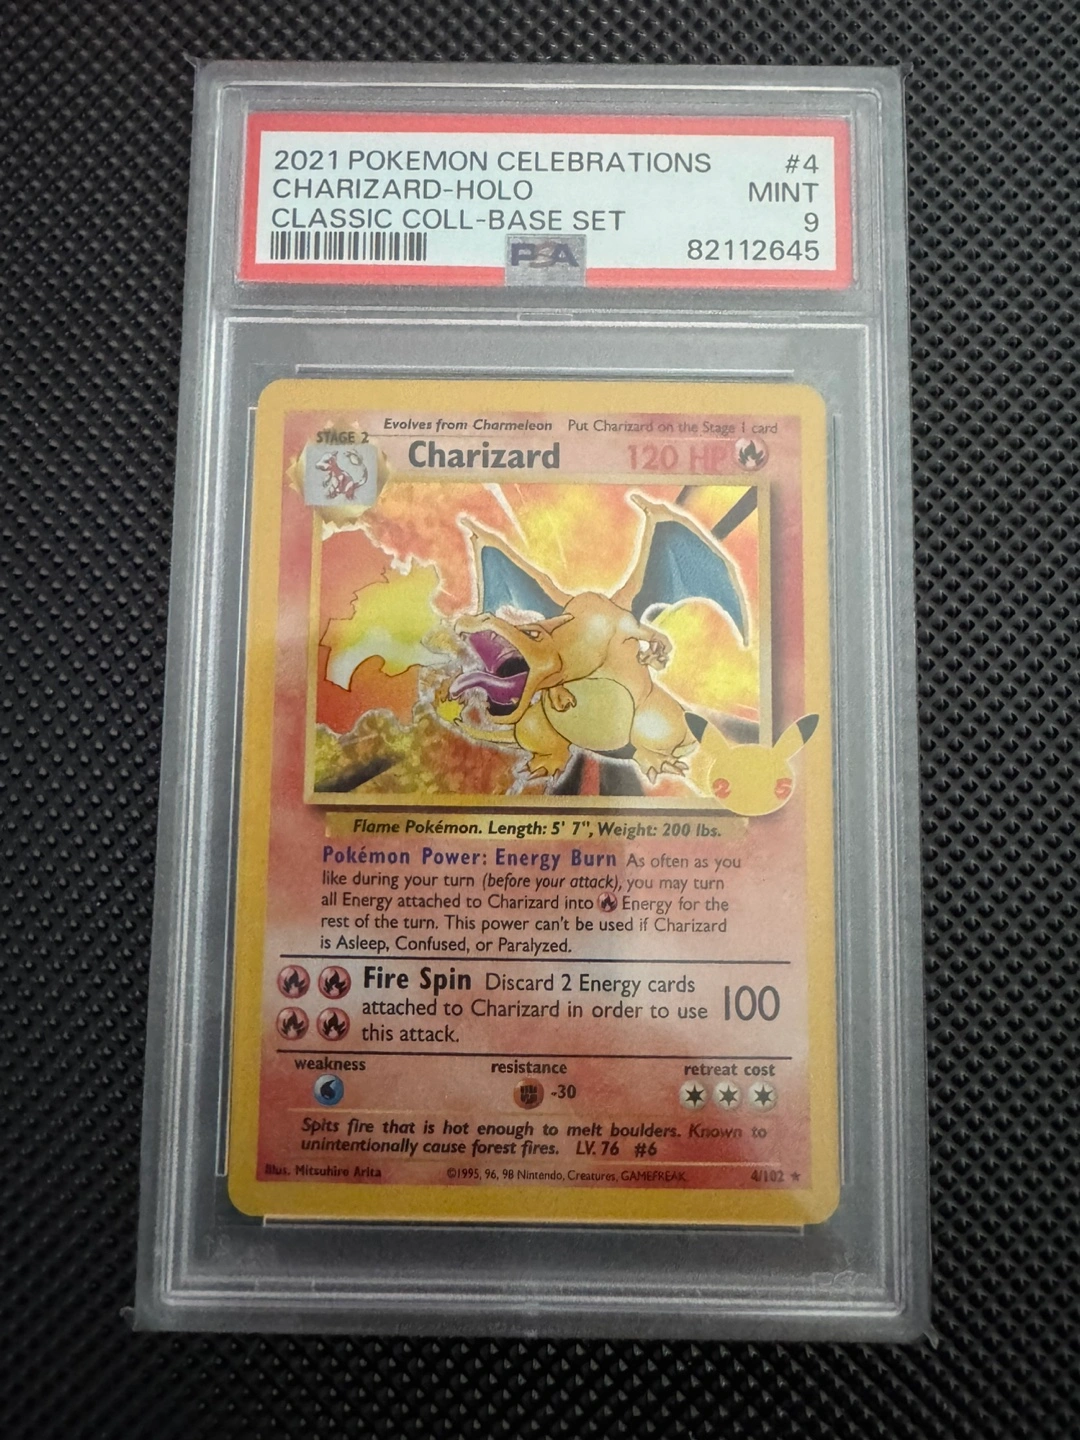 2021 POKEMON CELEBRATIONS #4
CHARIZARD-HOLO MINT
CLASSIC COLL-BASE SET 9
PSA 82112645
Evolves from Charmeleon Put Charizard on the Stage 1 card
STAGE 2
Charizard 120 HP
2 5
Flame Pokémon. Length: 5' 7", Weight: 200 lbs.
Pokémon Power: Energy Burn As often as you
like during your turn (before your attack), you may turn
all Energy attached to Charizard into Energy for the
rest of the turn. This power can't be used if Charizard
is Asleep, Confused, or Paralyzed.
Fire Spin Discard 2 Energy cards
attached to Charizard in order to use 100
this attack.
weakness resistance retreat cost
-30
Spits fire that is hot enough to melt boulders. Known to
unintentionally cause forest fires. LV. 76 #6
Illus. Mitsuhiro Arita ©1995, 96, 98 Nintendo, Creatures, GAMEFREAK 4/102 ★
PSA